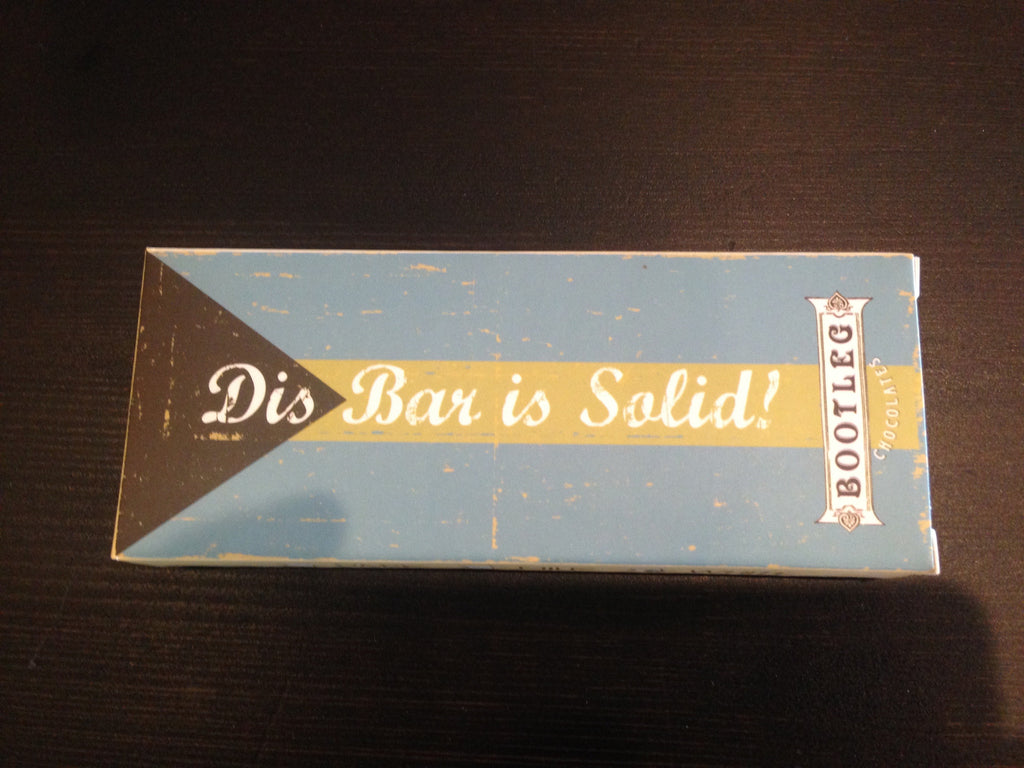 Dis Bar is Solid!
BOOTLEG
CHOCOLATES